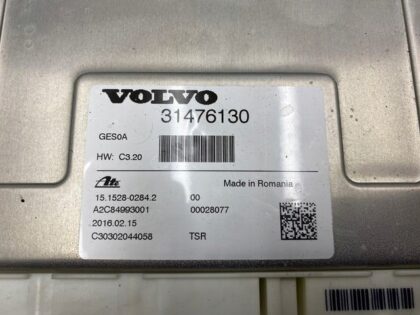 VOLVO
31476130
GES0A
HW: C3.20
Ate
Made in Romania
15.1528-0284.2 00
A2C84993001 00028077
2016.02.15
C30302044058 TSR